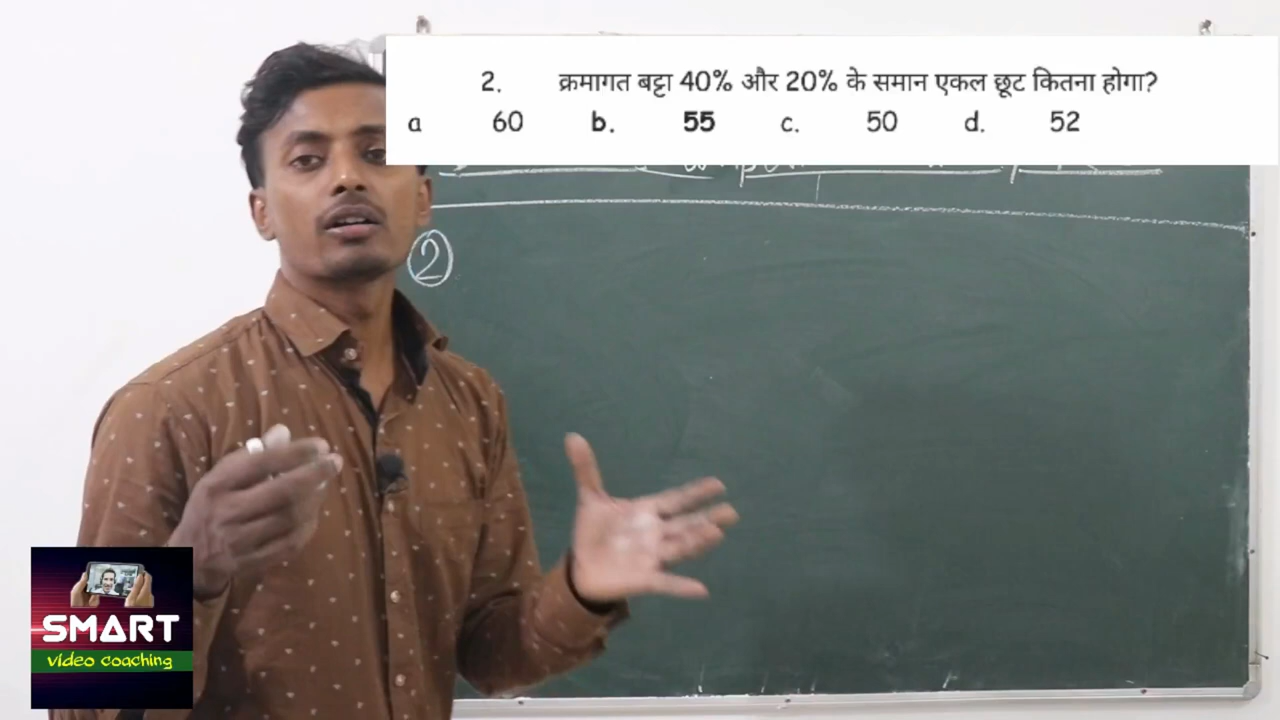 2. क्रमागत बट्टा 40% और 20% के समान एकल छूट कितना होगा?
a 60 b. 55 c. 50 d. 52
2
SMART
video coaching